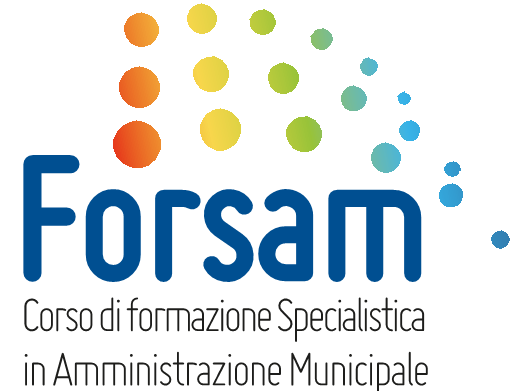 Forsam
Corso di formazione Specialistica
in Amministrazione Municipale